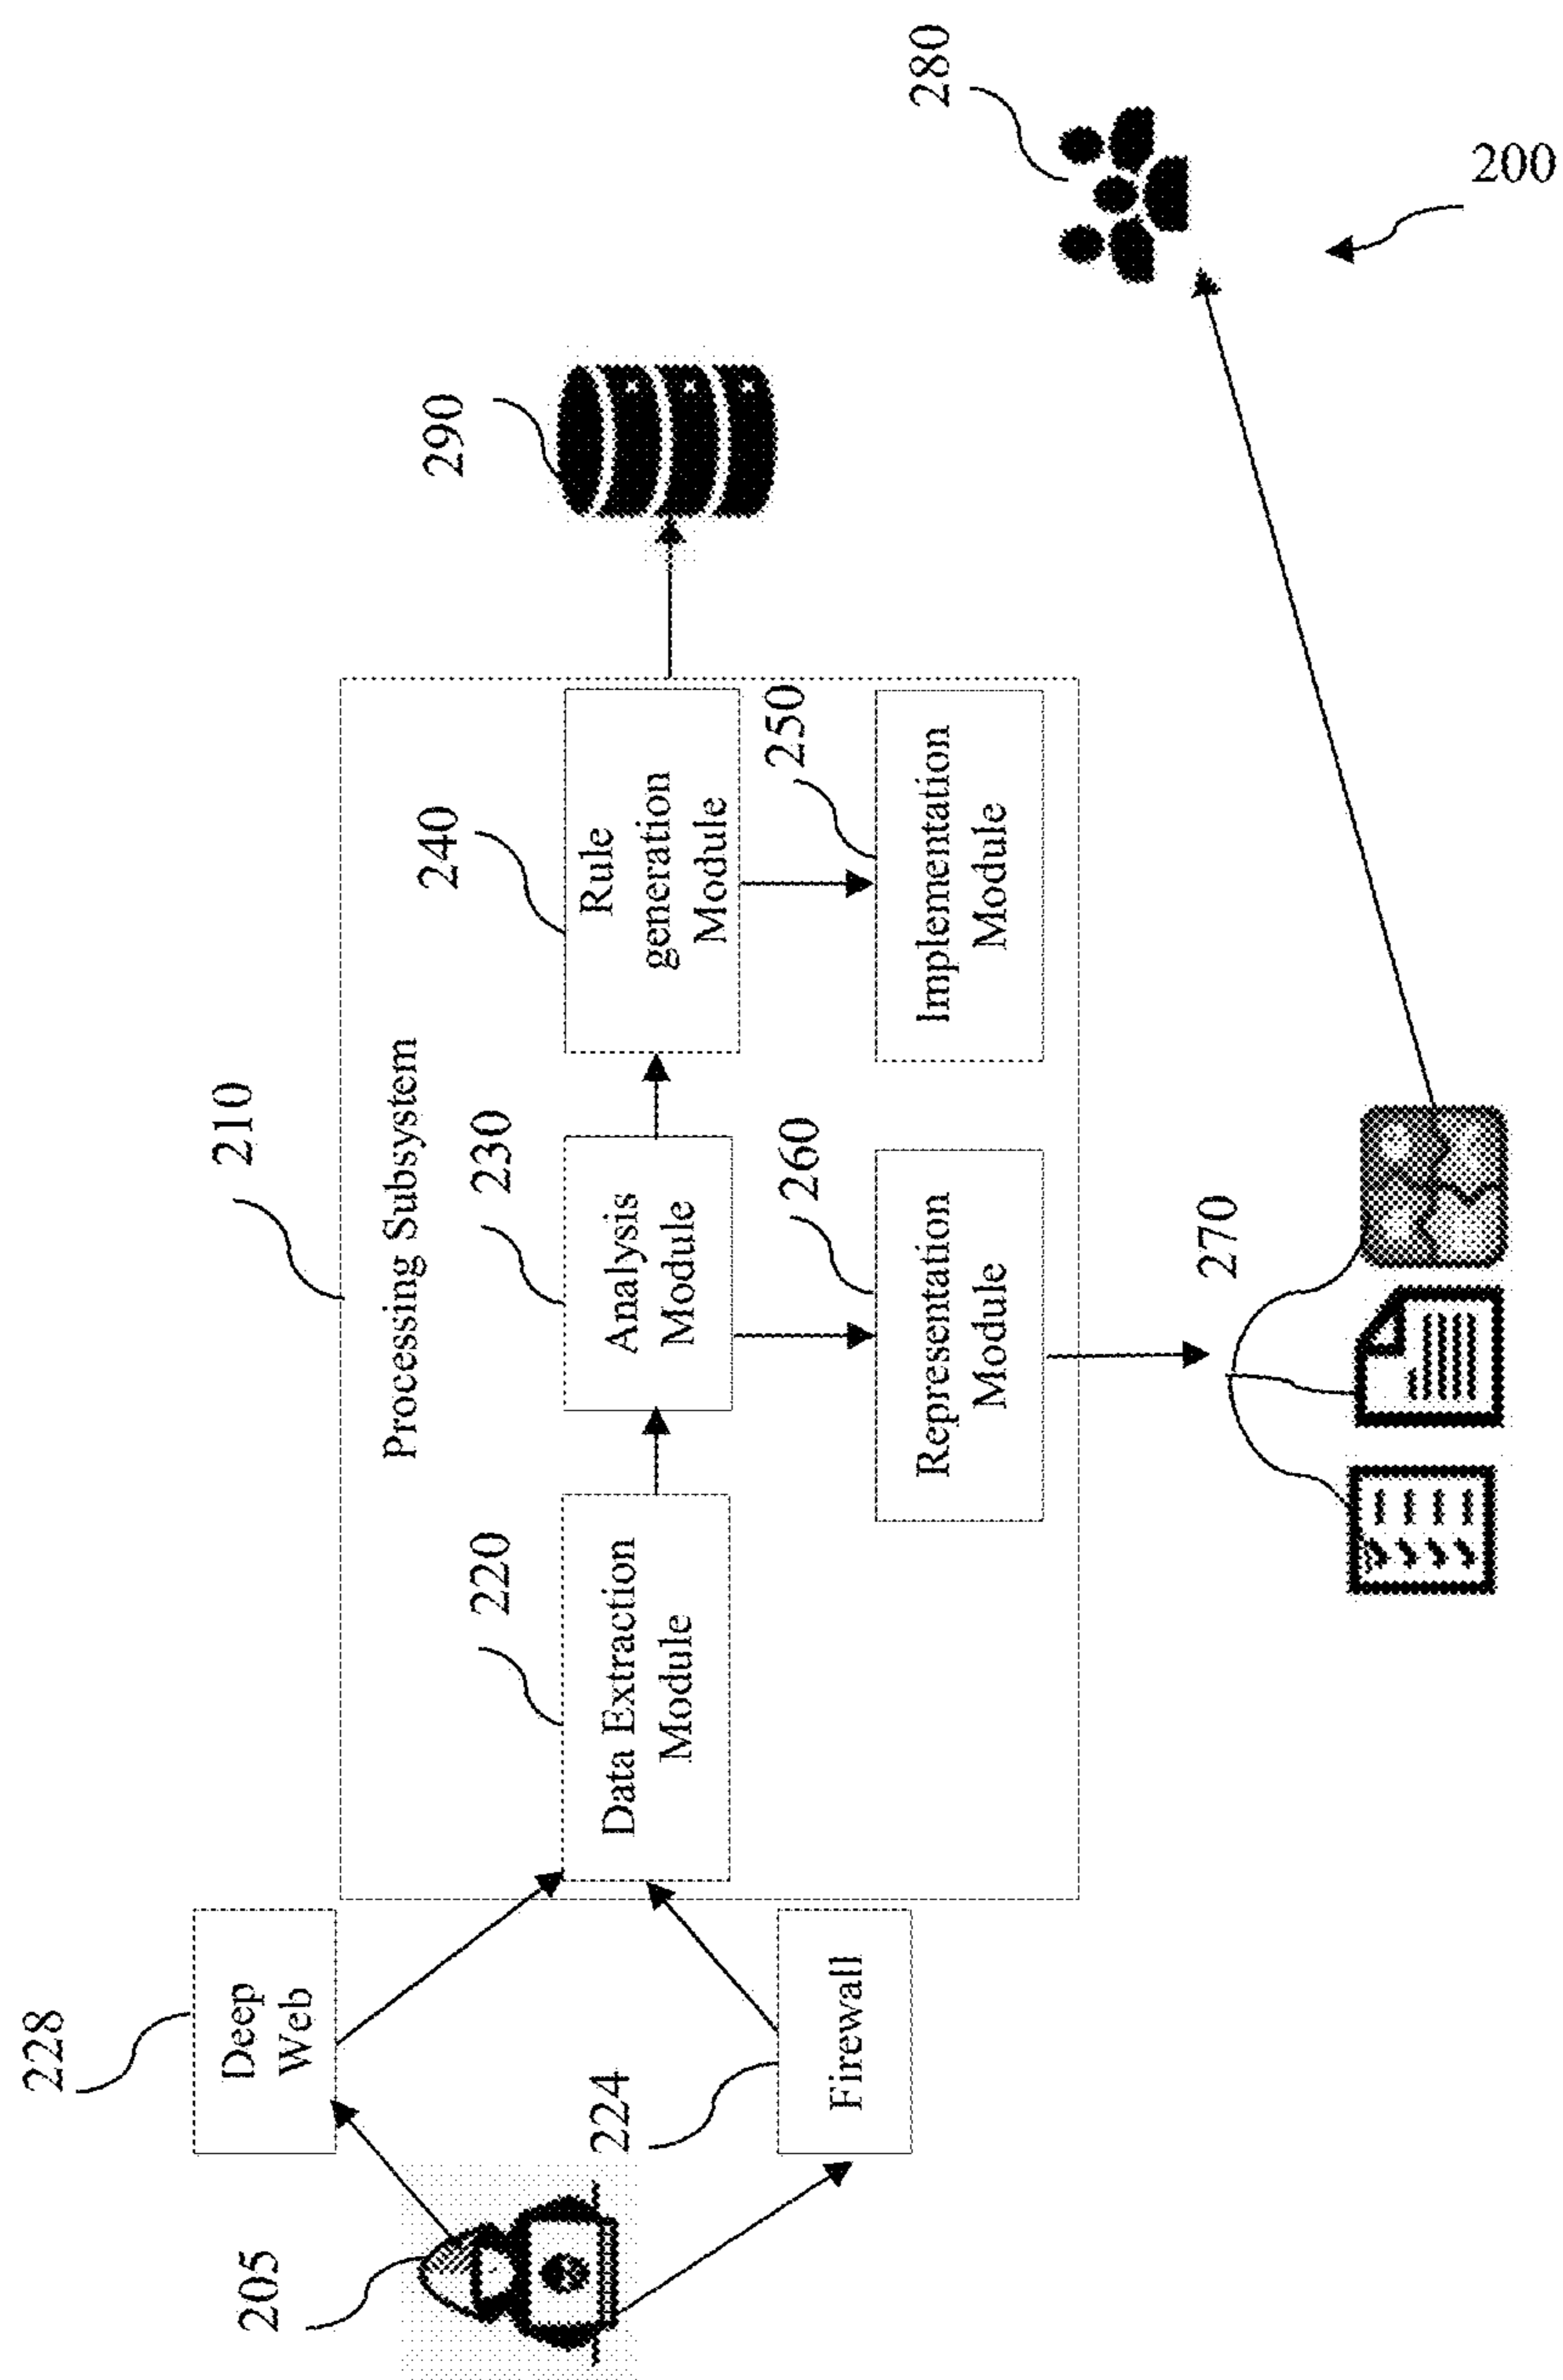 210
Processing Subsystem
228
Deep
Web
205
224
Firewall
220
Data Extraction
Module
230
Analysis
Module
240
Rule
generation
Module
290
260
Representation
Module
250
Implementation
Module
270
280
200